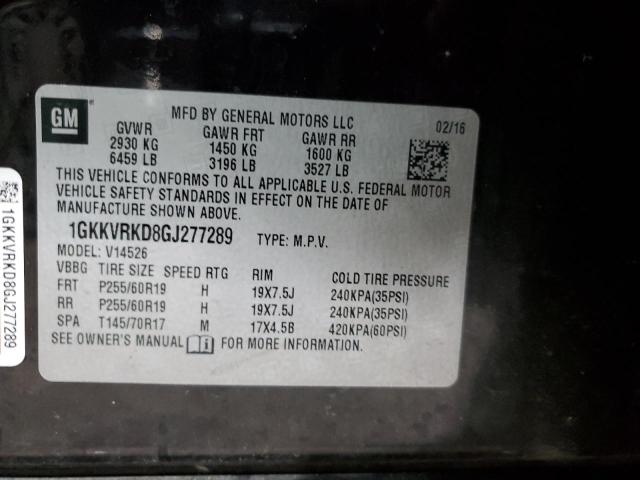 GM
MFD BY GENERAL MOTORS LLC
02/16
GVWR GAWR FRT GAWR RR
2930 KG 1450 KG 1600 KG
6459 LB 3196 LB 3527 LB
THIS VEHICLE CONFORMS TO ALL APPLICABLE U.S. FEDERAL MOTOR
VEHICLE SAFETY STANDARDS IN EFFECT ON THE DATE OF
MANUFACTURE SHOWN ABOVE.
1GKKVRKD8GJ277289 TYPE: M.P.V.
MODEL: V14526
VBBG TIRE SIZE SPEED RTG RIM COLD TIRE PRESSURE
FRT P255/60R19 H 19X7.5J 240KPA(35PSI)
RR P255/60R19 H 19X7.5J 240KPA(35PSI)
SPA T145/70R17 M 17X4.5B 420KPA(60PSI)
SEE OWNER'S MANUAL i FOR MORE INFORMATION.
1GKKVRKD8GJ277289